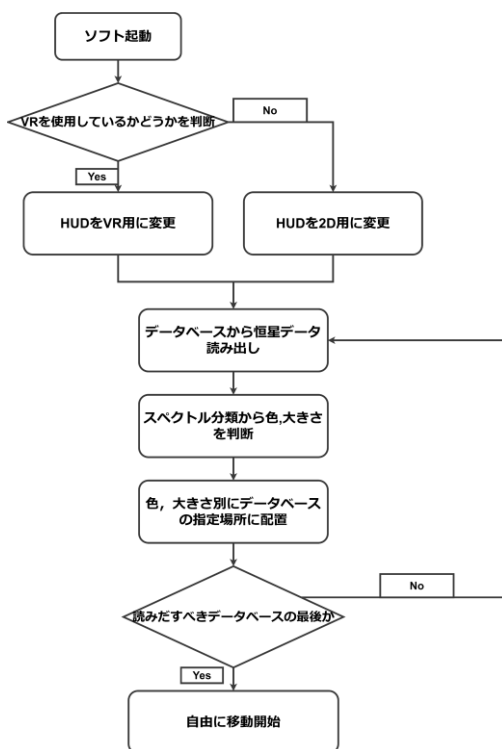 ソフト起動
VRを使用しているかどうかを判断
No
Yes
HUDをVR用に変更
HUDを2D用に変更
データベースから恒星データ
読み出し
スペクトル分類から色,大きさ
を判断
色，大きさ別にデータベース
の指定場所に配置
読みだすべきデータベースの最後か
No
Yes
自由に移動開始